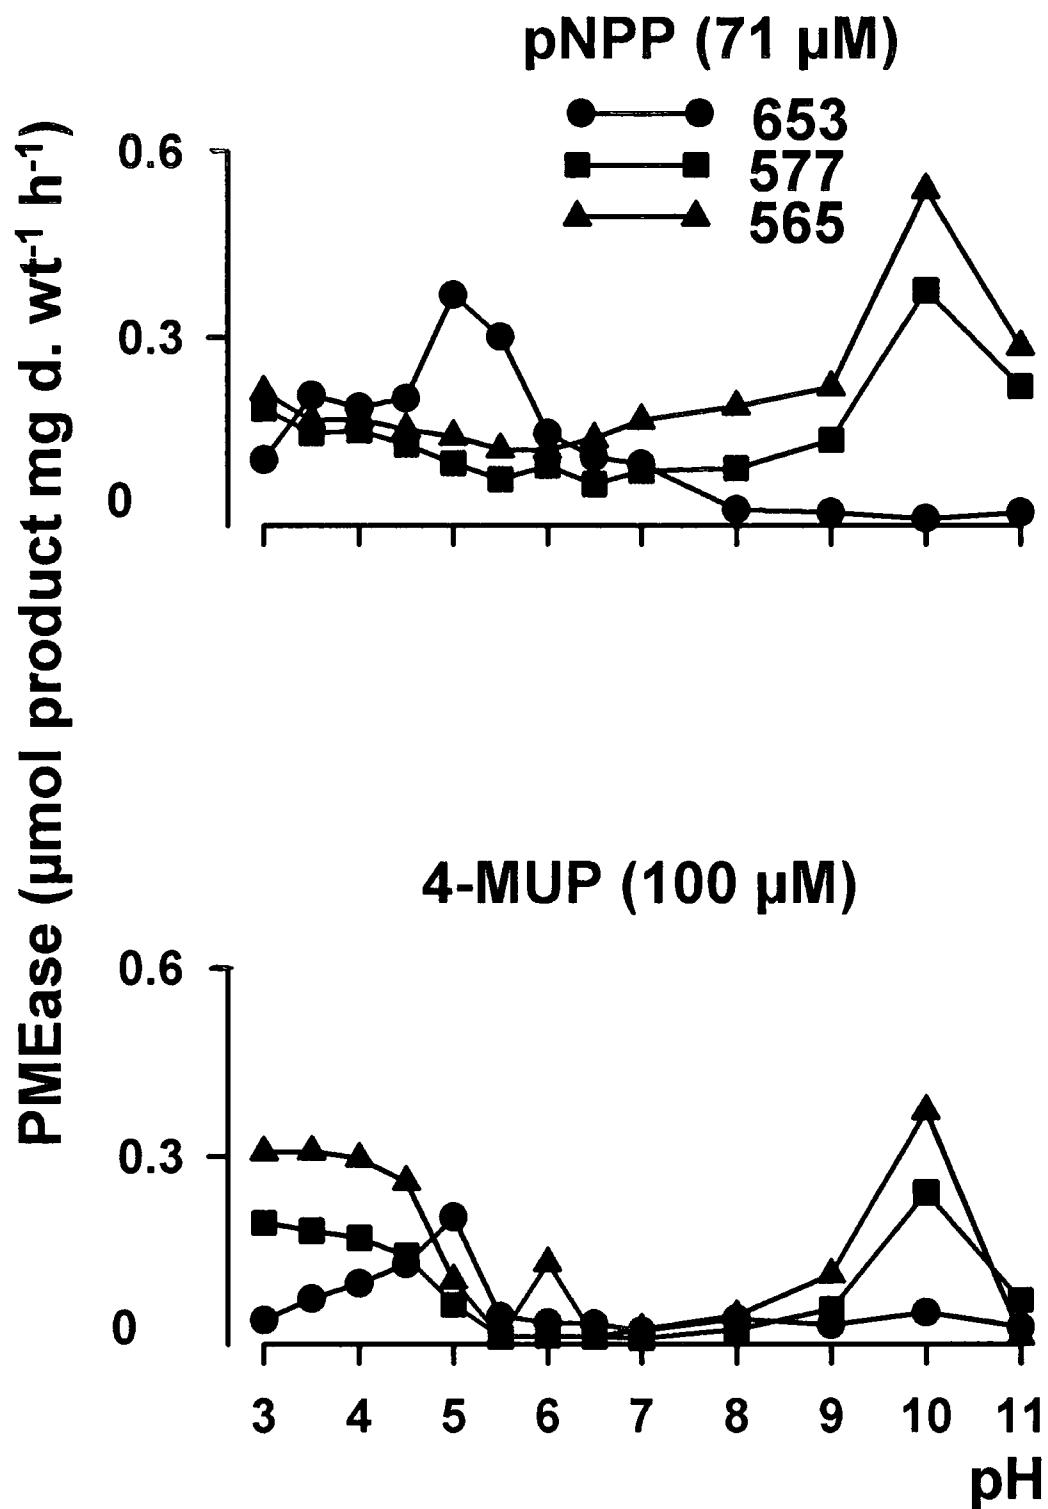 pNPP (71 µM)
653
577
565
0.6
0.3
0
PMEase (µmol product mg d. wt-1 h-1)
4-MUP (100 µM)
0.6
0.3
0
3 4 5 6 7 8 9 10 11
pH